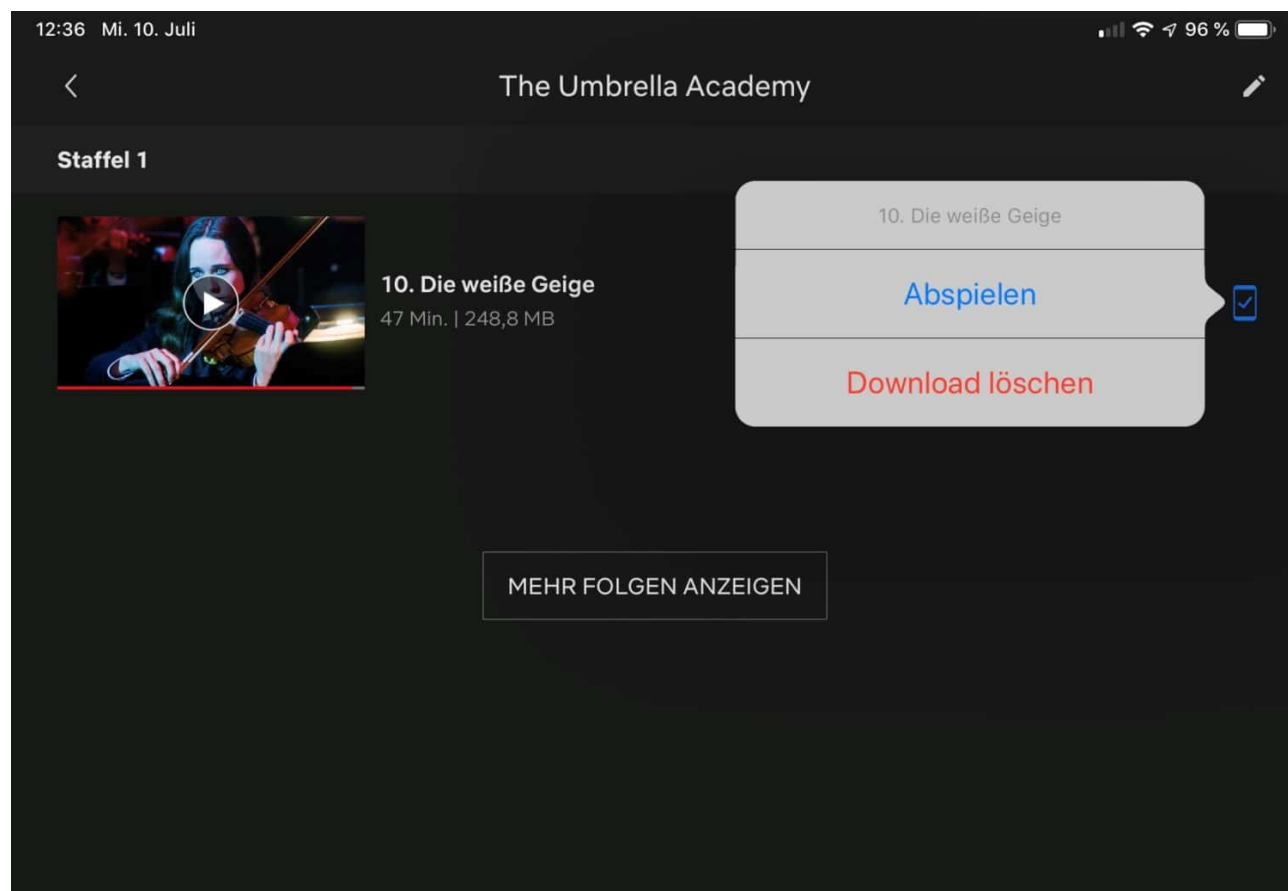 12:36 Mi. 10. Juli 96 %
The Umbrella Academy
Staffel 1
10. Die weiße Geige
47 Min. | 248,8 MB
10. Die weiße Geige
Abspielen
Download löschen
MEHR FOLGEN ANZEIGEN